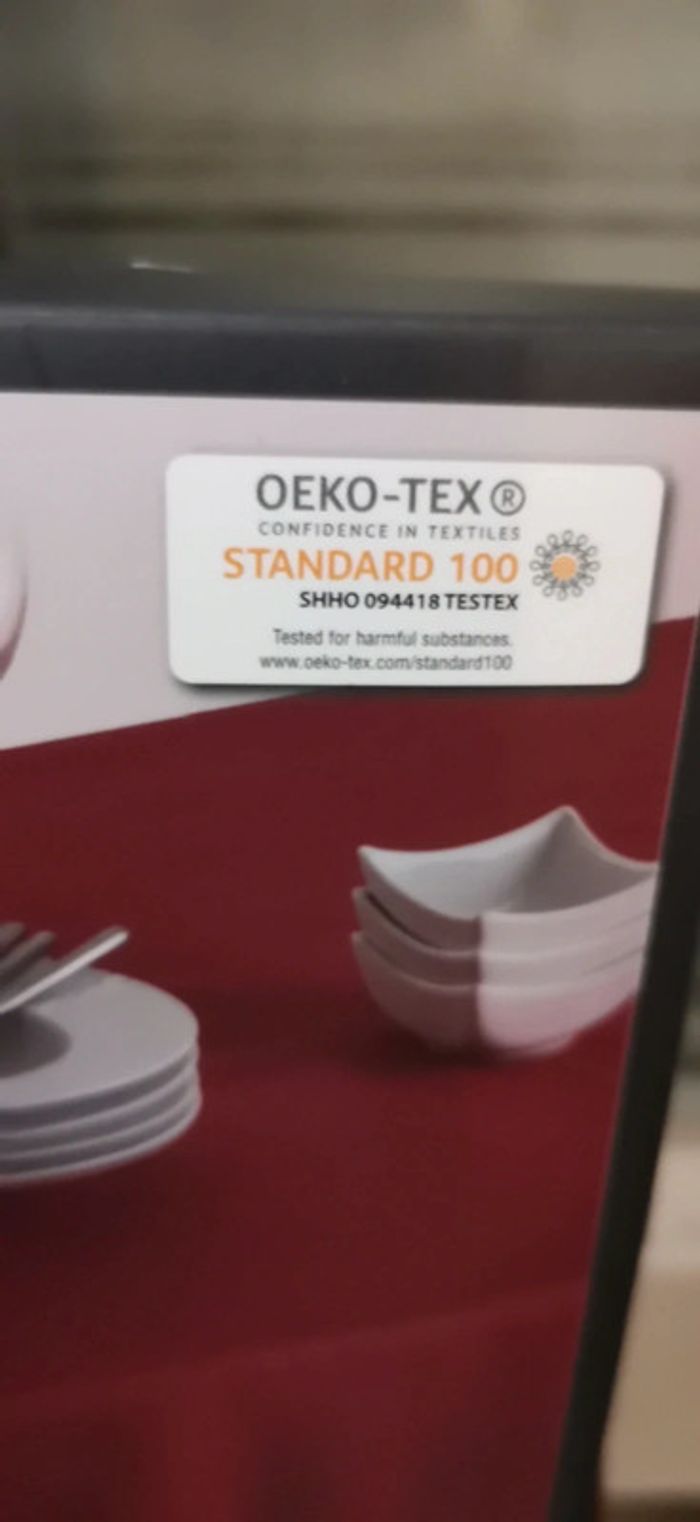 OEKO-TEX®
CONFIDENCE IN TEXTILES
STANDARD 100
SHHO 094418 TESTEX
Tested for harmful substances.
www.oeko-tex.com/standard100